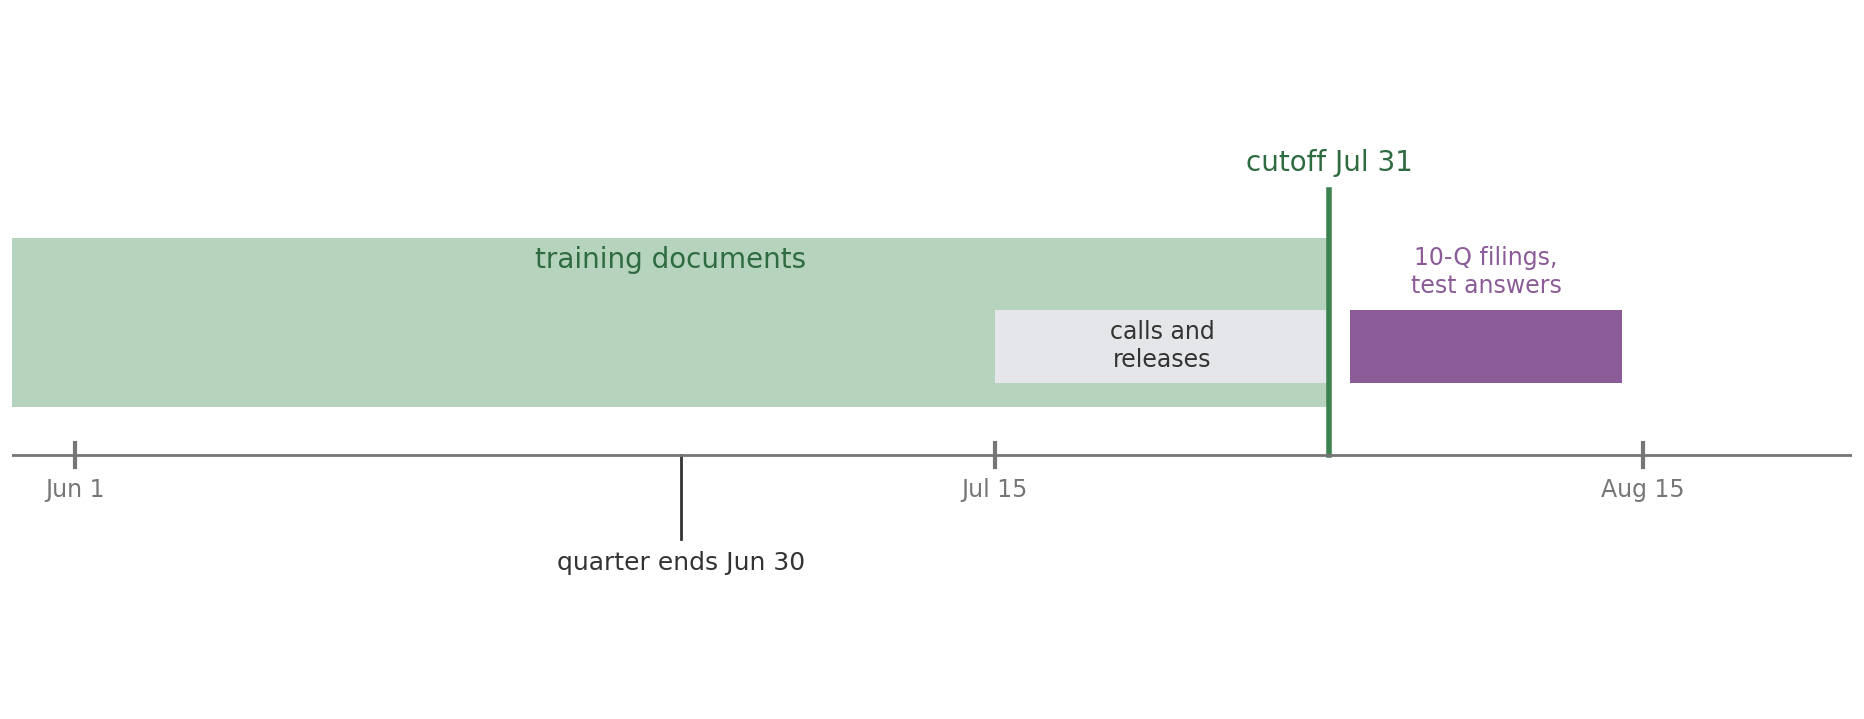 cutoff Jul 31
training documents
10-Q filings,
test answers
calls and
releases
Jun 1
Jul 15
Aug 15
quarter ends Jun 30